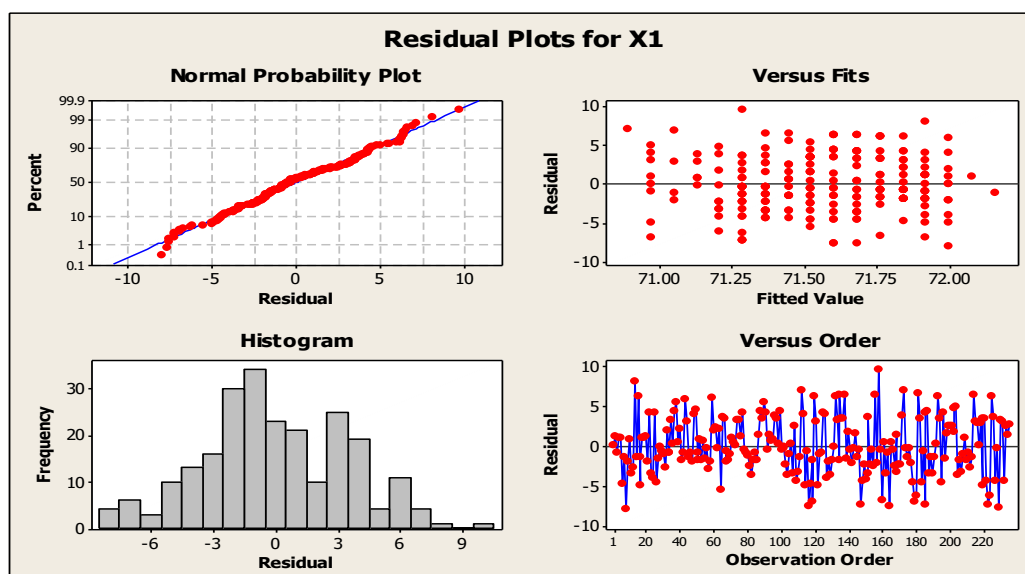 Residual Plots for X1
Normal Probability Plot
99.9
99
90
50
10
1
0.1
Percent
-10 -5 0 5 10
Residual
Versus Fits
10
5
0
-5
-10
Residual
71.00 71.25 71.50 71.75 72.00
Fitted Value
Histogram
30
20
10
0
Frequency
-6 -3 0 3 6 9
Residual
Versus Order
10
5
0
-5
-10
Residual
1 20 40 60 80 100 120 140 160 180 200 220
Observation Order